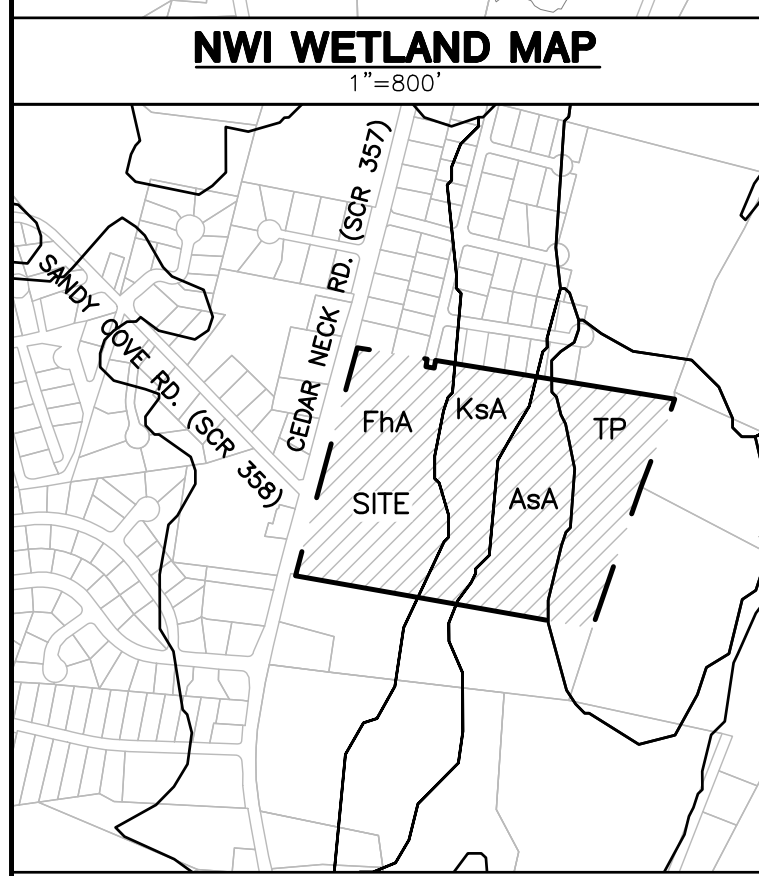 NWI WETLAND MAP
1"=800'
CEDAR NECK RD. (SCR 357)
SANDY COVE RD. (SCR 358)
FhA
KsA
TP
SITE
AsA